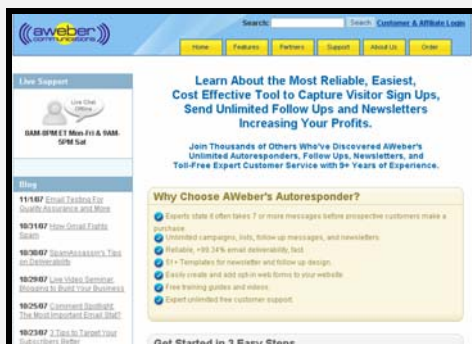 aweber
communications
Search:
Search
Customer & Affiliate Login
Home
Features
Partners
Support
About Us
Order
Live Support
Live Chat
Offline
8AM-8PM ET Mon-Fri & 9AM-
5PM Sat
Blog
11/1/07 Email Testing For
Quality Assurance and More
10/31/07 How Gmail Fights
Spam
10/30/07 SpamAssassin's Tips
on Deliverability
10/29/07 Live Video Seminar:
Blogging to Build Your Business
10/25/07 Comment Spotlight:
The Most Important Email Stat?
10/23/07 3 Tips to Target Your
Subscribers Better
Learn About the Most Reliable, Easiest,
Cost Effective Tool to Capture Visitor Sign Ups,
Send Unlimited Follow Ups and Newsletters
Increasing Your Profits.
Join Thousands of Others Who've Discovered AWeber's
Unlimited Autoresponders, Follow Ups, Newsletters, and
Toll-Free Expert Customer Service with 9+ Years of Experience.
Why Choose AWeber's Autoresponder?
Experts state it often takes 7 or more messages before prospective customers make a
purchase.
Unlimited campaigns, lists, follow up messages, and newsletters.
Reliable, +99.34% email deliverability, fast.
51+ Templates for newsletter and follow up design.
Easily create and add opt-in web forms to your website.
Free training guides and videos.
Expert unlimited free customer support.
Get Started in 3 Easy Steps